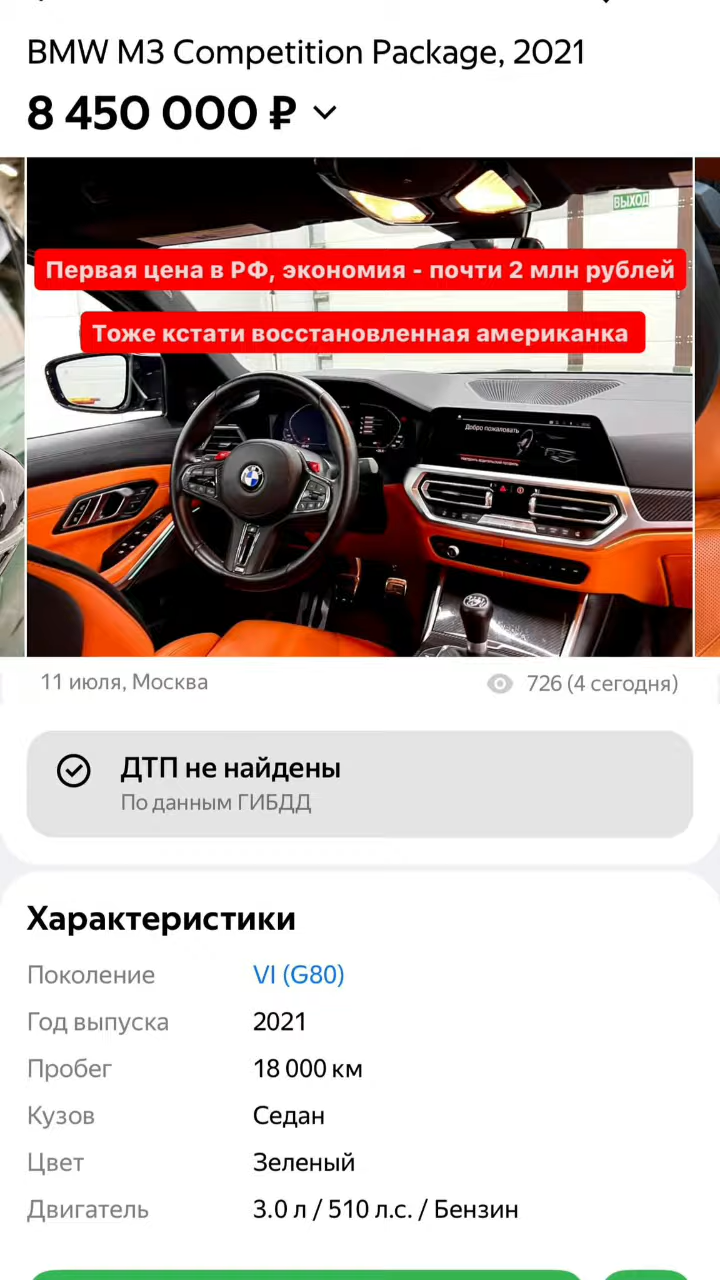 BMW M3 Competition Package, 2021
8 450 000 ₽
ВЫХОД
Первая цена в РФ, экономия - почти 2 млн рублей
Тоже кстати восстановленная американка
Добро пожаловать
11 июля, Москва
726 (4 сегодня)
ДТП не найдены
По данным ГИБДД
Характеристики
Поколение VI (G80)
Год выпуска 2021
Пробег 18 000 км
Кузов Седан
Цвет Зеленый
Двигатель 3.0 л / 510 л.с. / Бензин